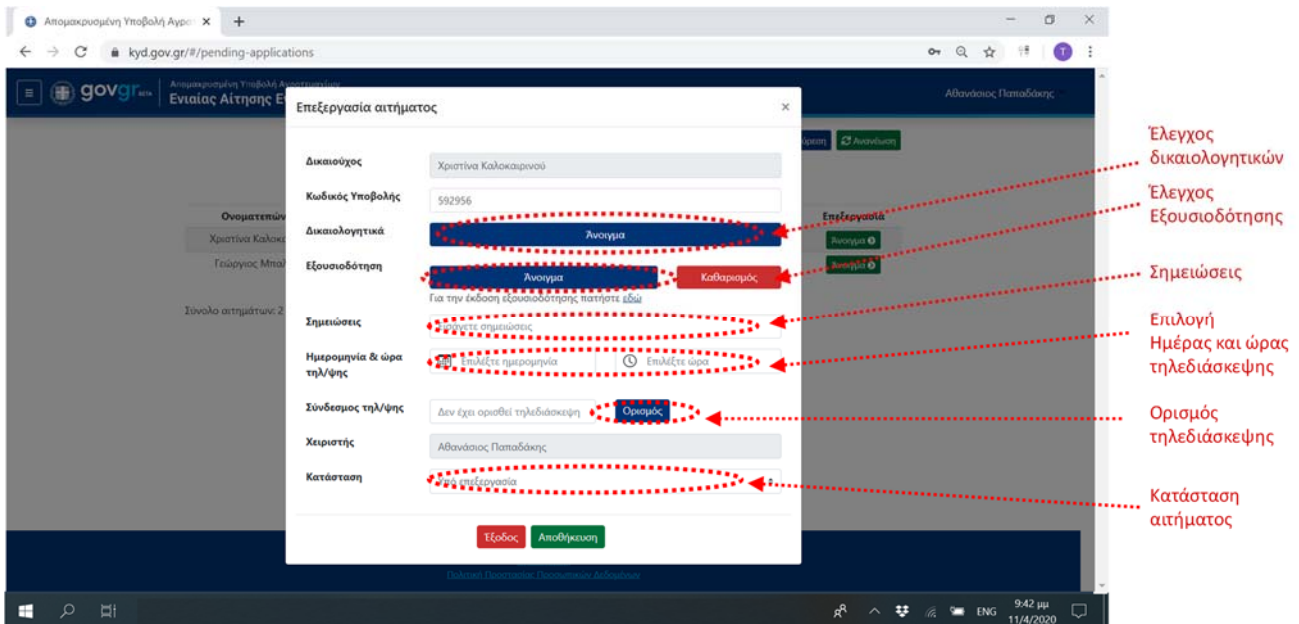 Απομακρυσμένη Υποβολή Αγρο
kyd.gov.gr/#/pending-applications
T
govgr
Απομακρυσμένη Υποβολή Αγροτεμαχίων
Ενιαίας Αίτησης Ε
Αθανάσιος Παπαδάκης
Ανανέωση
Ονοματεπών
Επεξεργασία
Χριστίνα Καλοκα
Άνοιγμα
Γεώργιος Μπαλ
Άνοιγμα
Σύνολο αιτημάτων: 2
Επεξεργασία αιτήματος
Δικαιούχος
Χριστίνα Καλοκαιρινού
Κωδικός Υποβολής
592956
Δικαιολογητικά
Άνοιγμα
Εξουσιοδότηση
Άνοιγμα
Καθαρισμός
Για την έκδοση εξουσιοδότησης πατήστε εδώ
Σημειώσεις
Εισάγετε σημειώσεις
Ημερομηνία & ώρα
τηλ/ψης
Επιλέξτε ημερομηνία
Επιλέξτε ώρα
Σύνδεσμος τηλ/ψης
Δεν έχει ορισθεί τηλεδιάσκεψη
Ορισμός
Χειριστής
Αθανάσιος Παπαδάκης
Κατάσταση
Υπό επεξεργασία
Έξοδος
Αποθήκευση
Πολιτική Προστασίας Προσωπικών Δεδομένων
ENG
9:42 μμ
11/4/2020
Έλεγχος
δικαιολογητικών
Έλεγχος
Εξουσιοδότησης
Σημειώσεις
Επιλογή
Ημέρας και ώρας
τηλεδιάσκεψης
Ορισμός
τηλεδιάσκεψης
Κατάσταση
αιτήματος